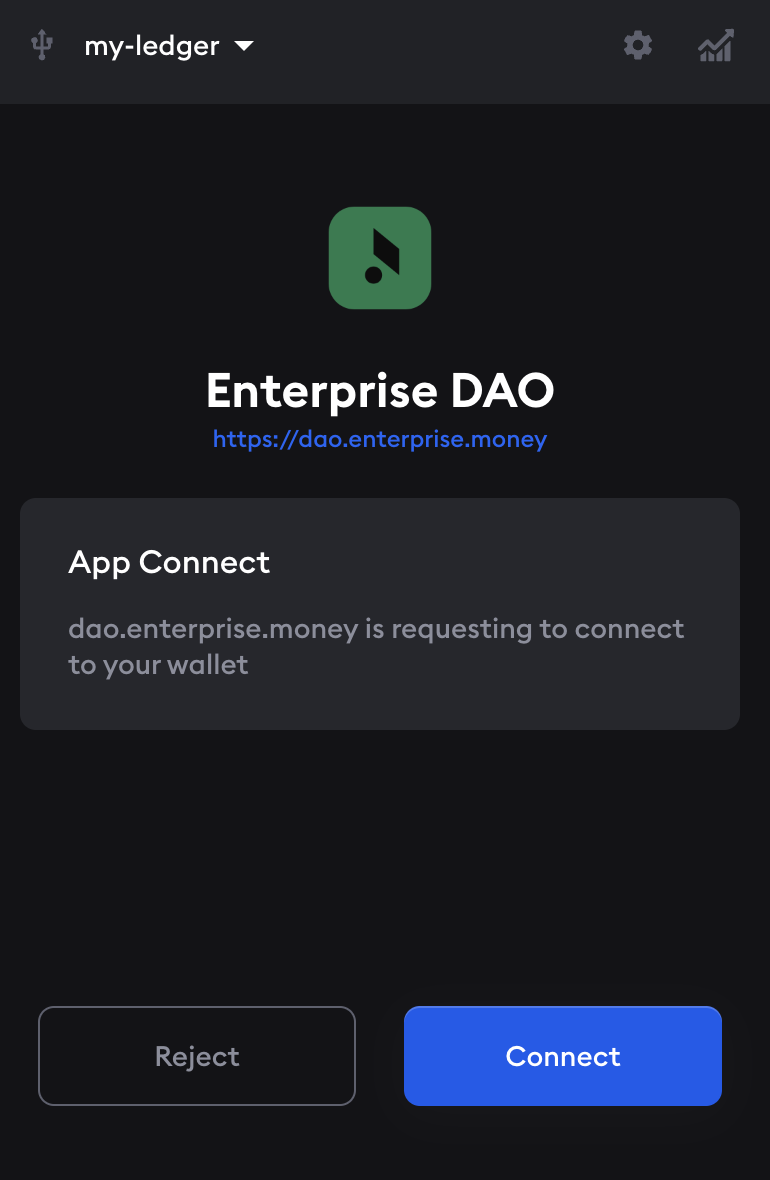 my-ledger
Enterprise DAO
https://dao.enterprise.money
App Connect
dao.enterprise.money is requesting to connect
to your wallet
Reject
Connect